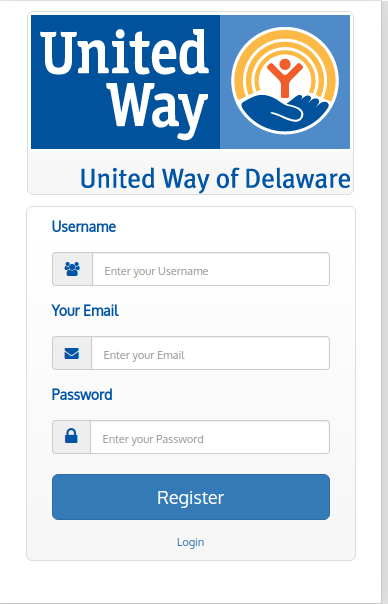 United
Way
United Way of Delaware
Username
Enter your Username
Your Email
Enter your Email
Password
Enter your Password
Register
Login